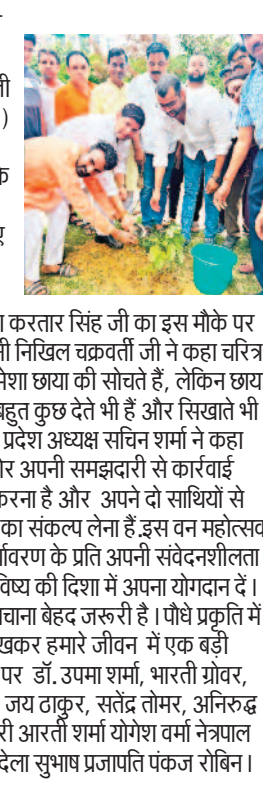 )
करतार सिंह जी का इस मौके पर
निखिल चक्रवर्ती जी ने कहा चरित्र
छाया की सोचते हैं, लेकिन छाय
बहुत कुछ देते भी हैं और सिखाते भी
प्रदेश अध्यक्ष सचिन शर्मा ने कहा
अपनी समझदारी से कार्रवाई
करना है और अपने दो साथियों से
का संकल्प लेना हैं.इस वन महोत्सव
के प्रति अपनी संवेदनशीलता
की दिशा में अपना योगदान दें।
बेहद जरूरी है। पौधे प्रकृति में
हमारे जीवन में एक बड़ी
पर डॉ. उपमा शर्मा, भारती ग्रोवर,
जय ठाकुर, सतेंद्र तोमर, अनिरुद्ध
री आरती शर्मा योगेश वर्मा नेत्रपाल
देला सुभाष प्रजापति पंकज रोबिन।